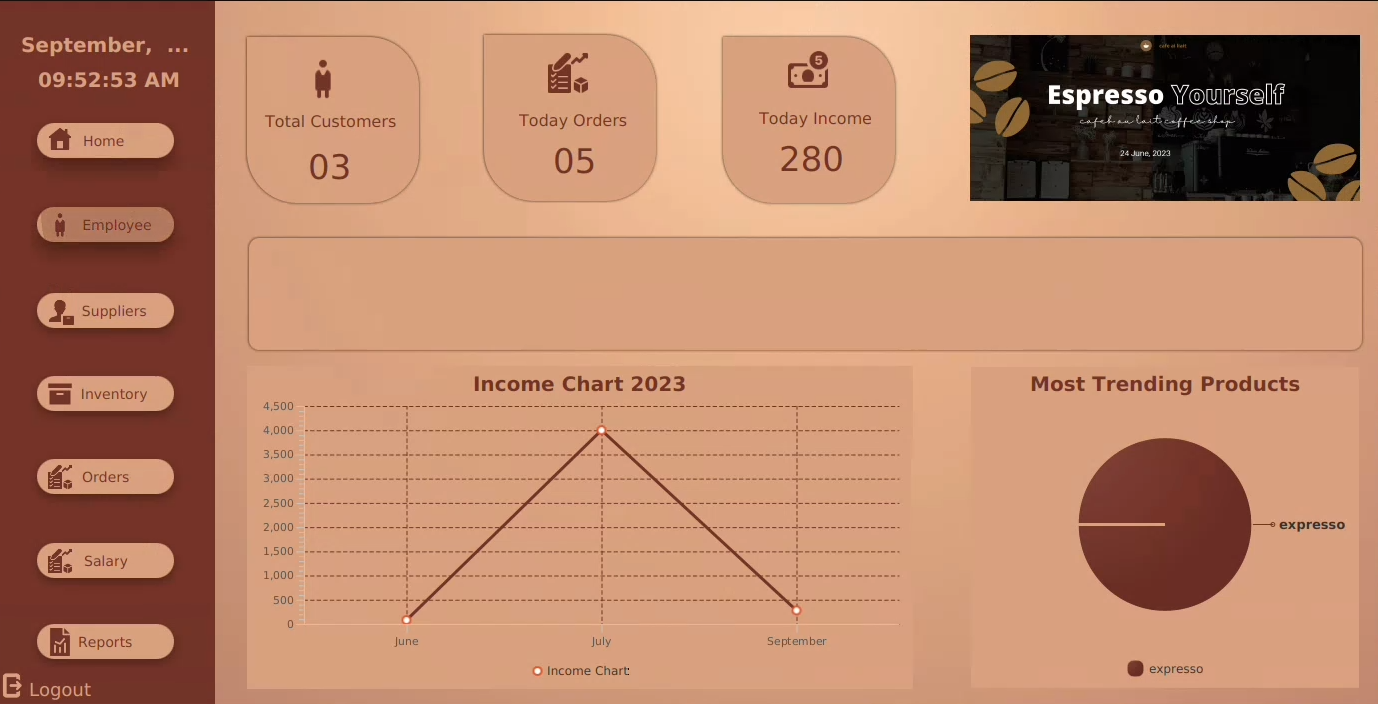 September, ...
09:52:53 AM
Home
Employee
Suppliers
Inventory
Orders
Salary
Reports
Logout
Total Customers
03
Today Orders
05
5
Today Income
280
cafe au lait
Espresso Yourself
cafeh au lait coffee shop
24 June, 2023
Income Chart 2023
4,500
4,000
3,500
3,000
2,500
2,000
1,500
1,000
500
0
June July September
Income Chart:
Most Trending Products
expresso
expresso